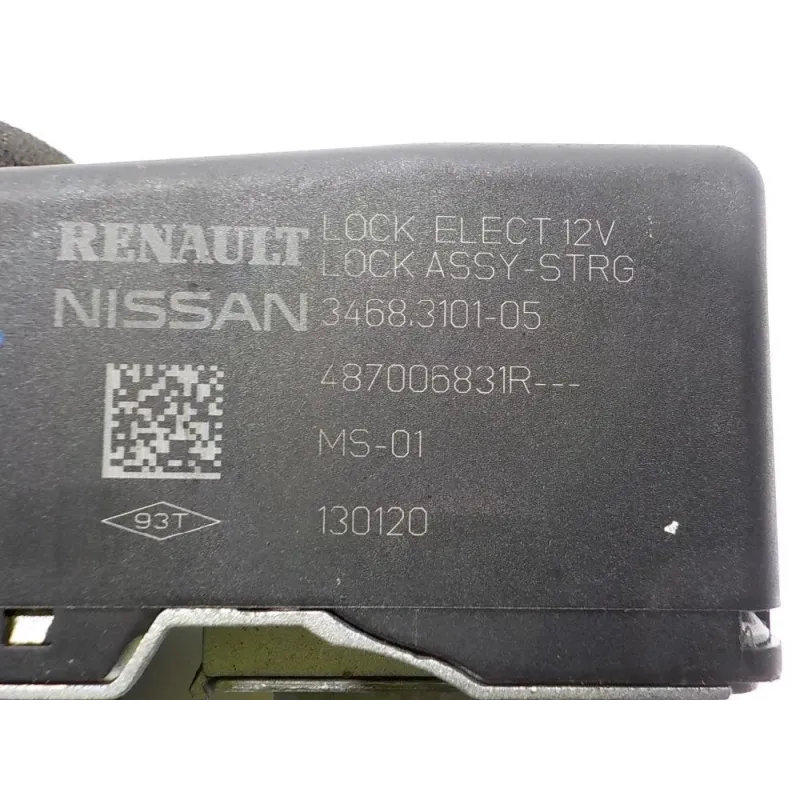 RENAULT LOCK ELECT 12V
LOCK ASSY-STRG
NISSAN 3468.3101-05
487006831R---
MS-01
93T 130120